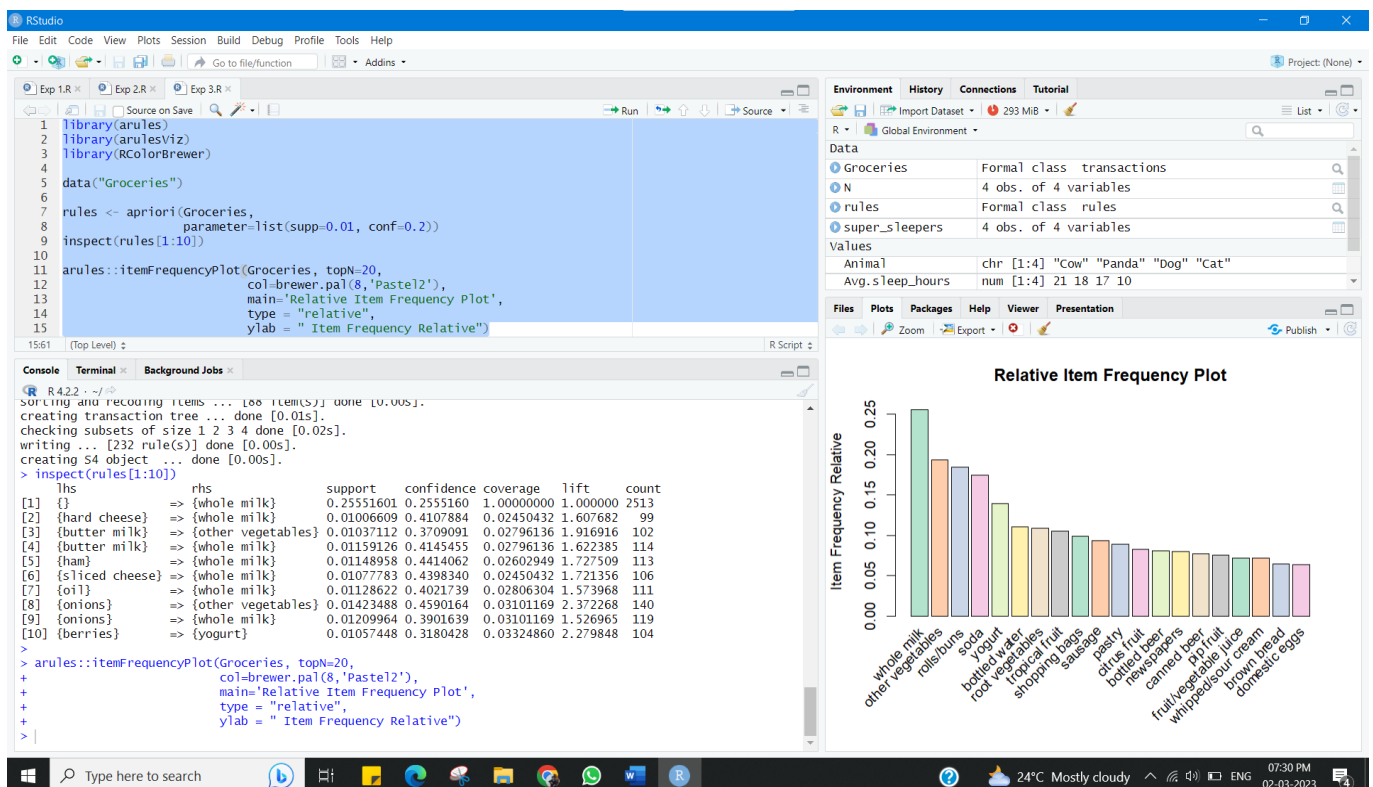 RStudio
File Edit Code View Plots Session Build Debug Profile Tools Help
Go to file/function Addins Project: (None)
Exp 1.R Exp 2.R Exp 3.R
Source on Save Run Source
1 library(arules)
2 library(arulesViz)
3 library(RColorBrewer)
4
5 data("Groceries")
6
7 rules <- apriori(Groceries,
8 parameter=list(supp=0.01, conf=0.2))
9 inspect(rules[1:10])
10
11 arules::itemFrequencyPlot(Groceries, topN=20,
12 col=brewer.pal(8,'Pastel2'),
13 main='Relative Item Frequency Plot',
14 type = "relative",
15 ylab = " Item Frequency Relative")
15:61 (Top Level) R Script
Console Terminal Background Jobs
R 4.2.2 · ~/
sorting and recoding items ... [88 item(s)] done [0.00s].
creating transaction tree ... done [0.01s].
checking subsets of size 1 2 3 4 done [0.02s].
writing ... [232 rule(s)] done [0.00s].
creating S4 object ... done [0.00s].
> inspect(rules[1:10])
lhs rhs support confidence coverage lift count
[1] {} => {whole milk} 0.25551601 0.2555160 1.00000000 1.000000 2513
[2] {hard cheese} => {whole milk} 0.01006609 0.4107884 0.02450432 1.607682 99
[3] {butter milk} => {other vegetables} 0.01037112 0.3709091 0.02796136 1.916916 102
[4] {butter milk} => {whole milk} 0.01159126 0.4145455 0.02796136 1.622385 114
[5] {ham} => {whole milk} 0.01148958 0.4414062 0.02602949 1.727509 113
[6] {sliced cheese} => {whole milk} 0.01077783 0.4398340 0.02450432 1.721356 106
[7] {oil} => {whole milk} 0.01128622 0.4021739 0.02806304 1.573968 111
[8] {onions} => {other vegetables} 0.01423488 0.4590164 0.03101169 2.372268 140
[9] {onions} => {whole milk} 0.01209964 0.3901639 0.03101169 1.526965 119
[10] {berries} => {yogurt} 0.01057448 0.3180428 0.03324860 2.279848 104
>
> arules::itemFrequencyPlot(Groceries, topN=20,
+ col=brewer.pal(8,'Pastel2'),
+ main='Relative Item Frequency Plot',
+ type = "relative",
+ ylab = " Item Frequency Relative")
>
Environment History Connections Tutorial
Import Dataset 293 MiB List
R Global Environment
Data
Groceries Formal class transactions
N 4 obs. of 4 variables
rules Formal class rules
super_sleepers 4 obs. of 4 variables
Values
Animal chr [1:4] "Cow" "Panda" "Dog" "Cat"
Avg.sleep_hours num [1:4] 21 18 17 10
Files Plots Packages Help Viewer Presentation
Zoom Export Publish
Relative Item Frequency Plot
Item Frequency Relative
0.25
0.20
0.15
0.10
0.05
0.00
whole milk
other vegetables
rolls/buns
soda
yogurt
bottled water
root vegetables
tropical fruit
shopping bags
sausage
pastry
citrus fruit
bottled beer
newspapers
canned beer
pip fruit
fruit/vegetable juice
whipped/sour cream
brown bread
domestic eggs
Type here to search
24°C Mostly cloudy ENG 07:30 PM
02-03-2023 4